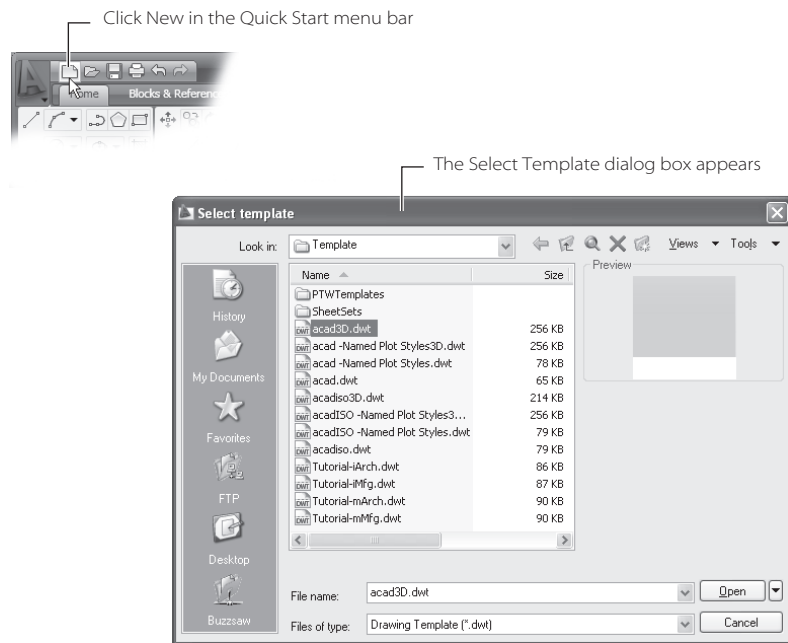 Click New in the Quick Start menu bar
Home Blocks &
The Select Template dialog box appears
Select template
Look in: Template Views Tools
Name Size
Preview
PTWTemplates
SheetSets
acad3D.dwt 256 KB
acad -Named Plot Styles3D.dwt 256 KB
acad -Named Plot Styles.dwt 78 KB
acad.dwt 65 KB
acadiso3D.dwt 214 KB
acadISO -Named Plot Styles3... 256 KB
acadISO -Named Plot Styles.dwt 79 KB
acadiso.dwt 79 KB
Tutorial-iArch.dwt 86 KB
Tutorial-iMfg.dwt 87 KB
Tutorial-mArch.dwt 90 KB
Tutorial-mMfg.dwt 90 KB
History
My Documents
Favorites
FTP
Desktop
Buzzsaw
File name: acad3D.dwt Open
Files of type: Drawing Template (*.dwt) Cancel